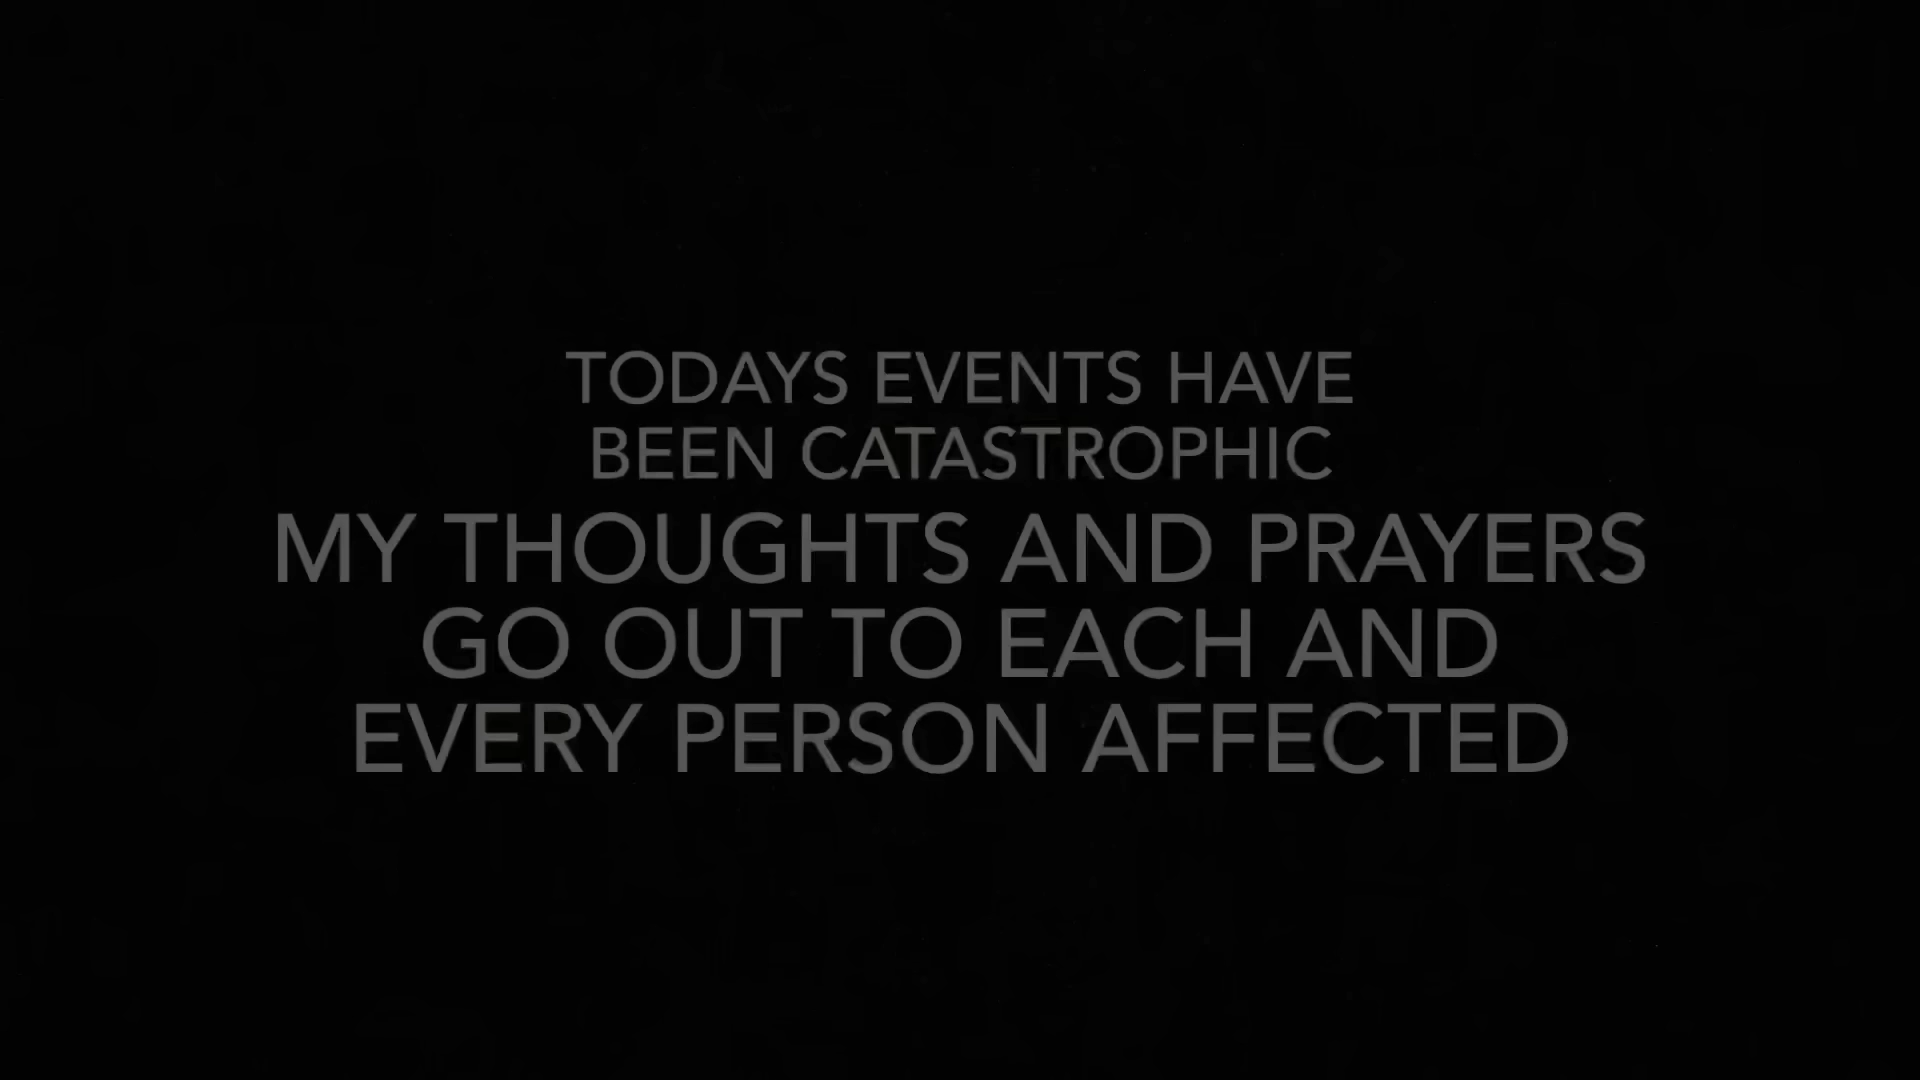 TODAYS EVENTS HAVE
BEEN CATASTROPHIC
MY THOUGHTS AND PRAYERS
GO OUT TO EACH AND
EVERY PERSON AFFECTED